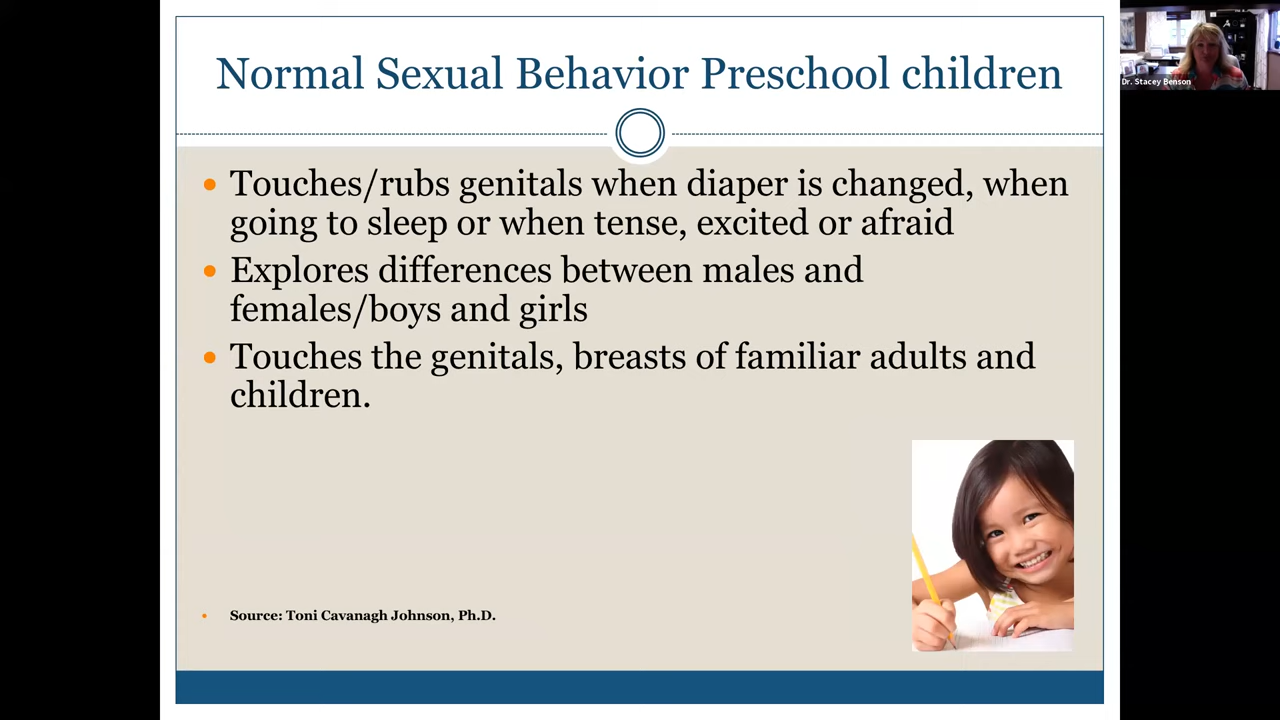 Normal Sexual Behavior Preschool children
Dr. Stacey Benson
• Touches/rubs genitals when diaper is changed, when
going to sleep or when tense, excited or afraid
• Explores differences between males and
females/boys and girls
• Touches the genitals, breasts of familiar adults and
children.
• Source: Toni Cavanagh Johnson, Ph.D.